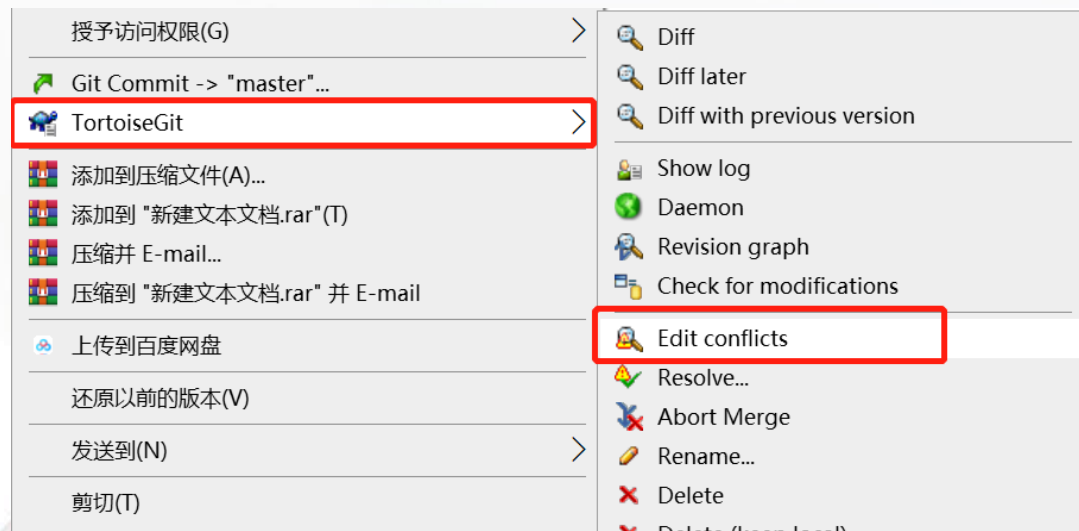 授予访问权限(G)
Git Commit -> "master"...
TortoiseGit
添加到压缩文件(A)...
添加到 "新建文本文档.rar"(T)
压缩并 E-mail...
压缩到 "新建文本文档.rar" 并 E-mail
上传到百度网盘
还原以前的版本(V)
发送到(N)
剪切(T)
Diff
Diff later
Diff with previous version
Show log
Daemon
Revision graph
Check for modifications
Edit conflicts
Resolve...
Abort Merge
Rename...
Delete
Delete (keep local)